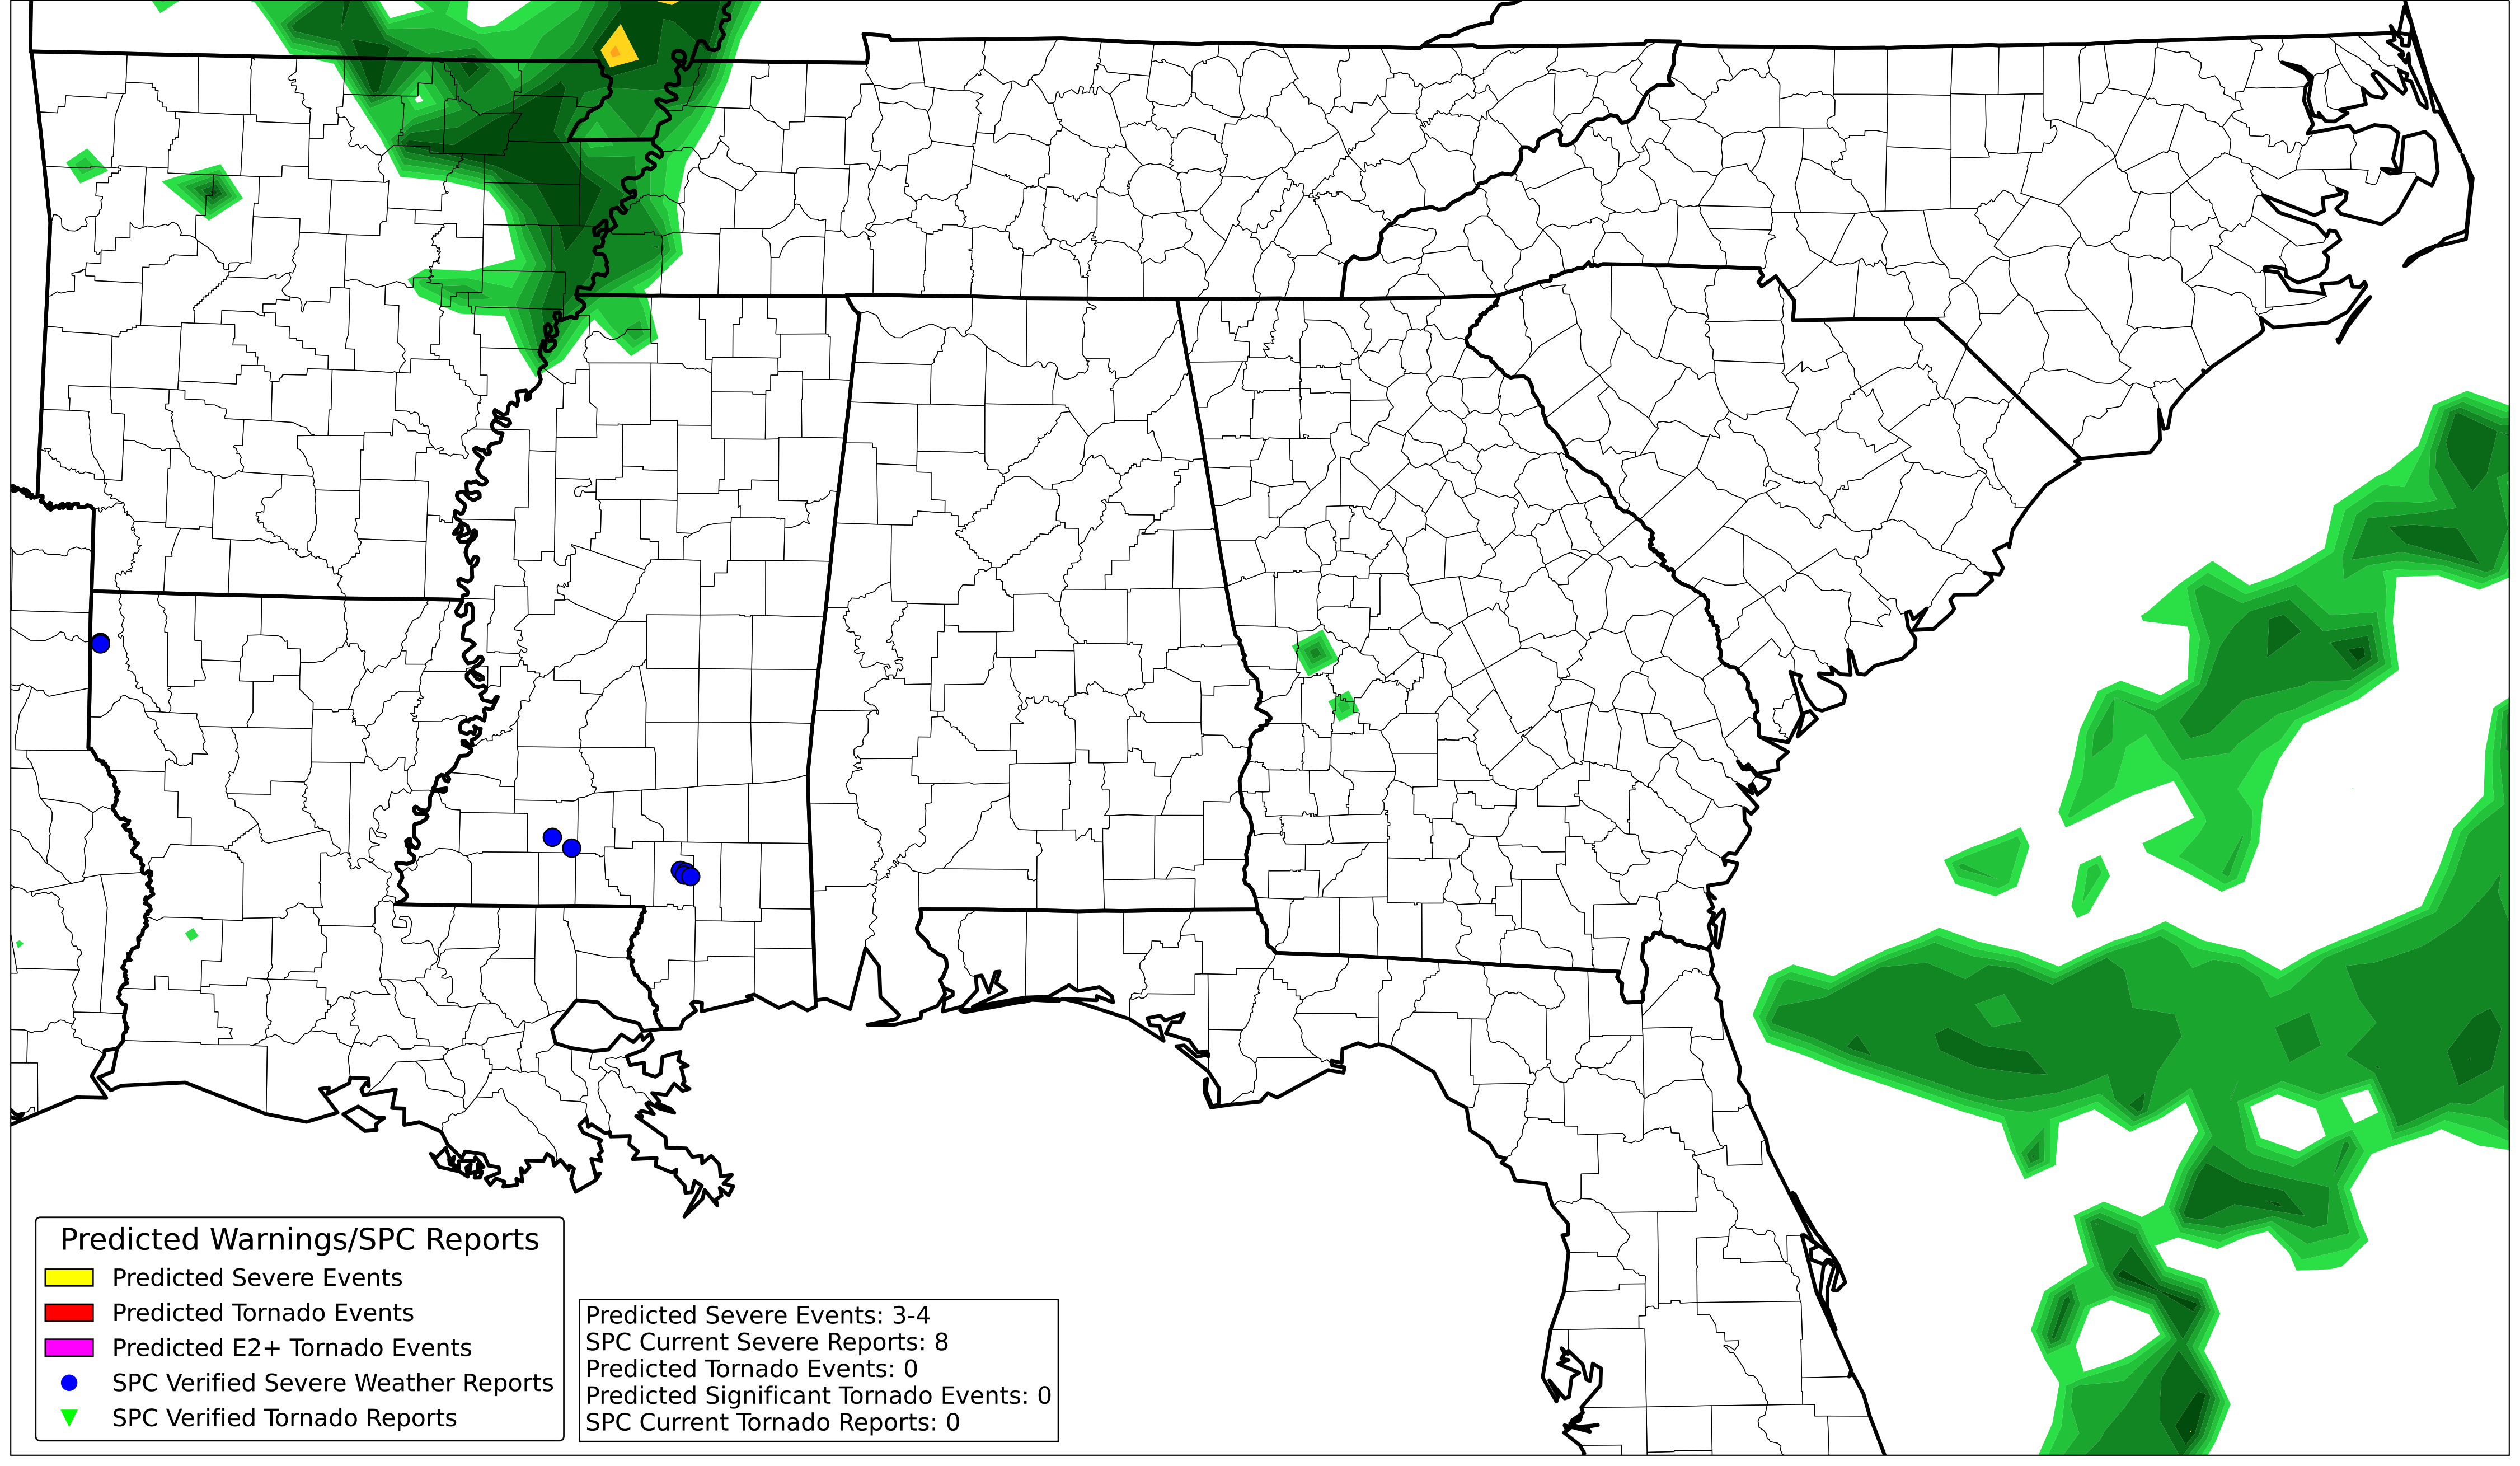 Predicted Warnings/SPC Reports
Predicted Severe Events
Predicted Tornado Events
Predicted E2+ Tornado Events
SPC Verified Severe Weather Reports
SPC Verified Tornado Reports
Predicted Severe Events: 3-4
SPC Current Severe Reports: 8
Predicted Tornado Events: 0
Predicted Significant Tornado Events: 0
SPC Current Tornado Reports: 0